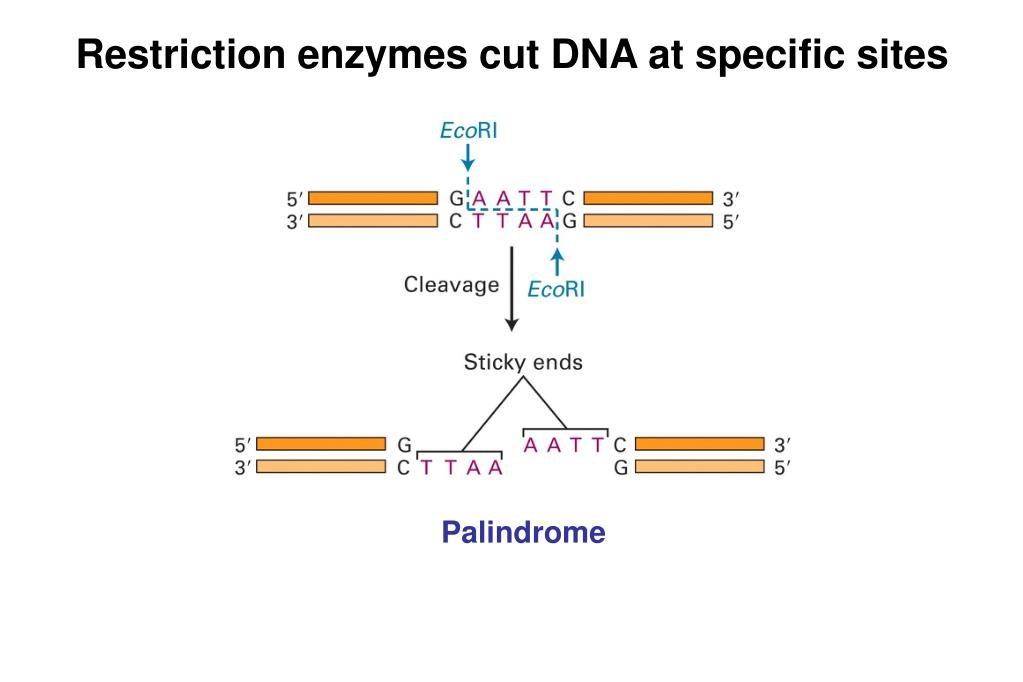 Restriction enzymes cut DNA at specific sites
EcoRI
5′ G A A T T C 3′
3′ C T T A A G 5′
Cleavage EcoRI
Sticky ends
5′ G A A T T C 3′
3′ C T T A A G 5′
Palindrome